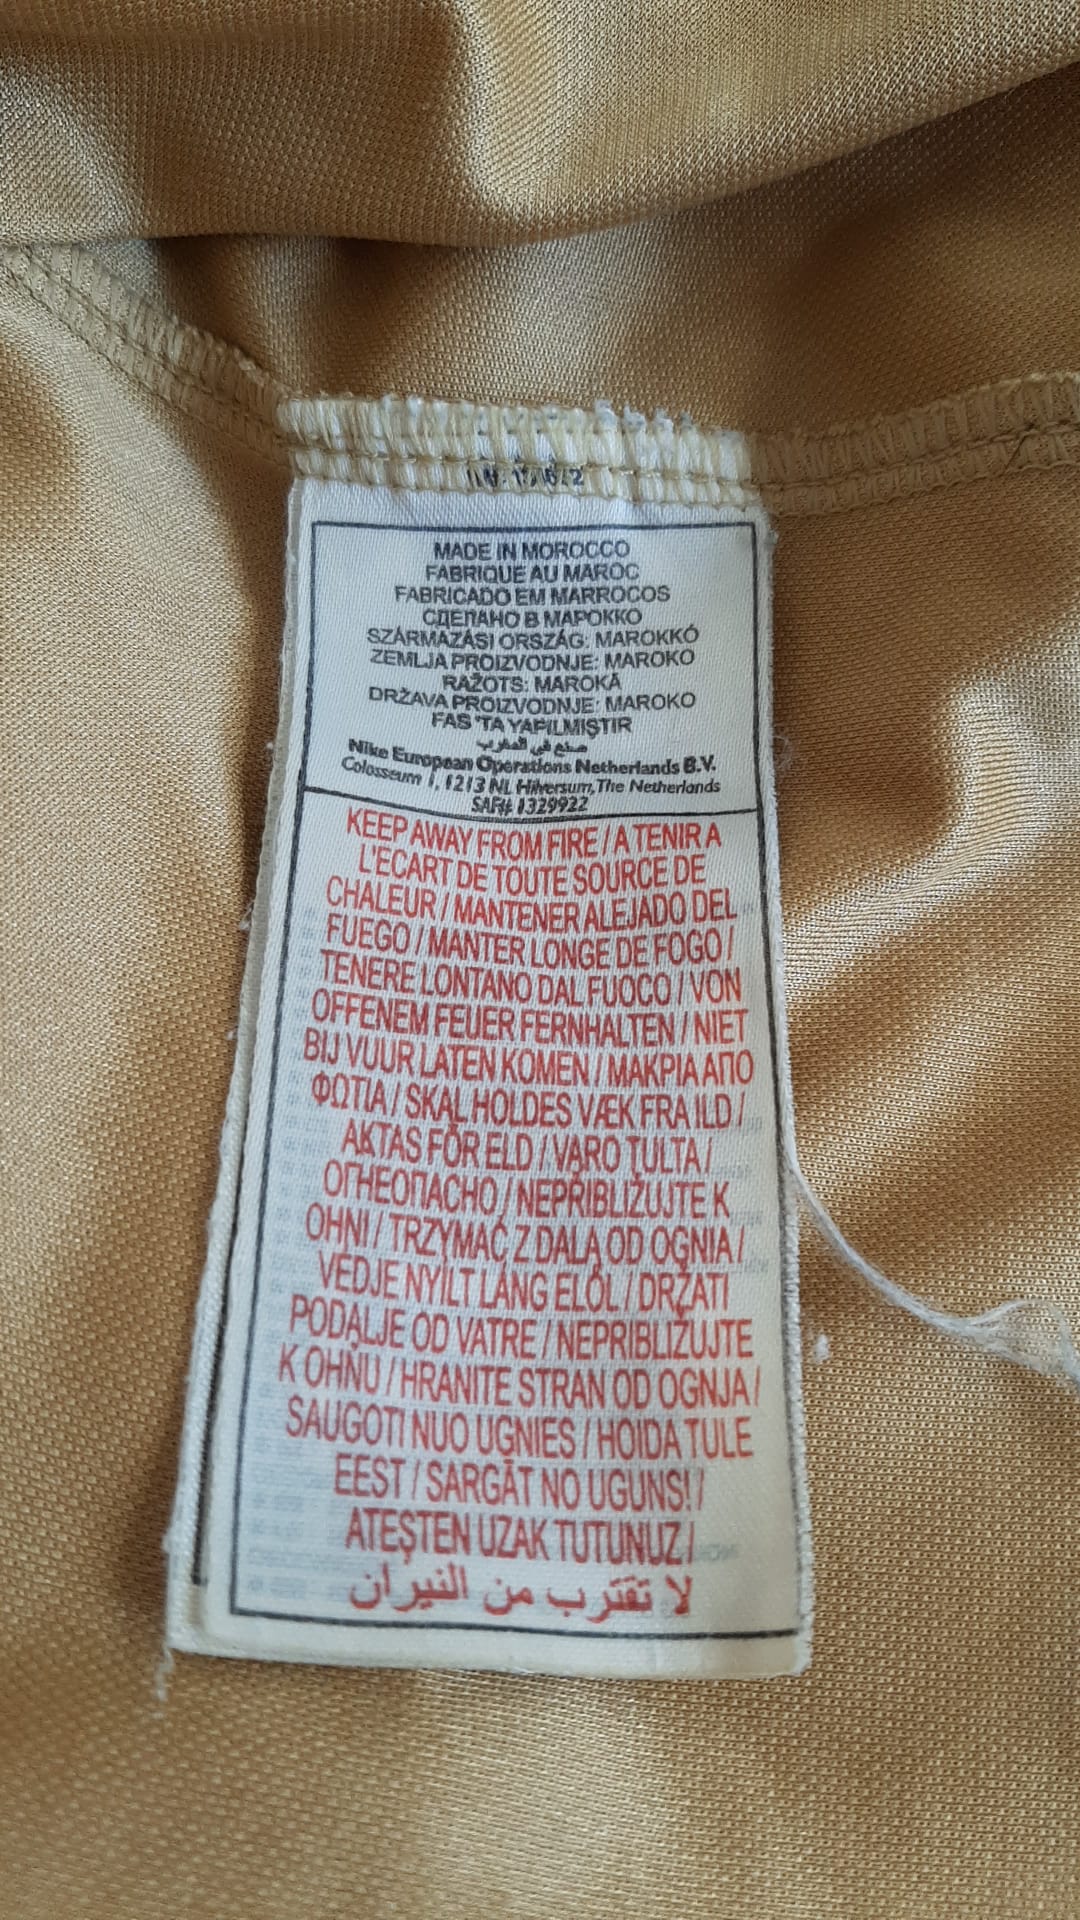 MADE IN MOROCCO
FABRIQUE AU MAROC
FABRICADO EM MARROCOS
СДЕЛАНО В МАРОККО
SZÁRMAZÁSI ORSZÁG: MAROKKÓ
ZEMLJA PROIZVODNJE: MAROKO
RAŽOTS: MAROKĀ
DRŽAVA PROIZVODNJE: MAROKO
FAS 'TA YAPILMIŞTIR
صنع في المغرب
Nike European Operations Netherlands B.V.
Colosseum 1, 1213 NL Hilversum, The Netherlands
SAF# 1329922
KEEP AWAY FROM FIRE / A TENIR A
L'ECART DE TOUTE SOURCE DE
CHALEUR / MANTENER ALEJADO DEL
FUEGO / MANTER LONGE DE FOGO /
TENERE LONTANO DAL FUOCO / VON
OFFENEM FEUER FERNHALTEN / NIET
BIJ VUUR LATEN KOMEN / ΜΑΚΡΙΑ ΑΠΟ
ΦΩΤΙΑ / SKAL HOLDES VÆK FRA ILD /
AKTAS FÖR ELD / VARO TULTA /
ОГНЕОПАСНО / NEPŘIBLIŽUJTE K
OHNI / TRZYMAĆ Z DALA OD OGNIA /
VÉDJE NYÍLT LÁNG ELŐL / DRŽATI
PODALJE OD VATRE / NEPRIBLIŽUJTE
K OHŇU / HRANITE STRAN OD OGNJA /
SAUGOTI NUO UGNIES / HOIDA TULE
EEST / SARGĀT NO UGUNS! /
ATEŞTEN UZAK TUTUNUZ /
لا تقترب من النيران